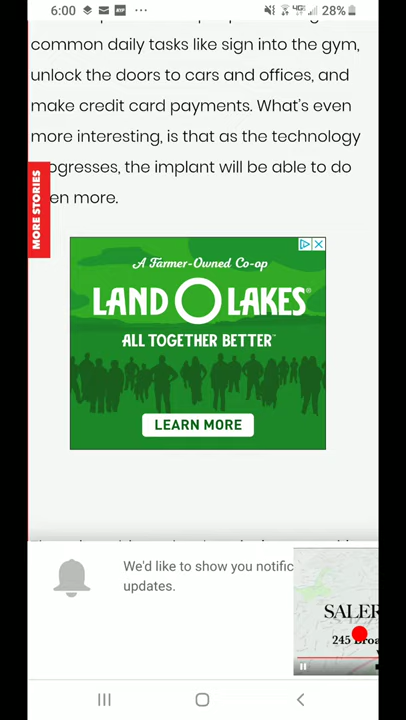 6:00
28%
common daily tasks like sign into the gym,
unlock the doors to cars and offices, and
make credit card payments. What's even
more interesting, is that as the technology
ogresses, the implant will be able to do
en more.
MORE STORIES
A Farmer-Owned Co-op
LAND O LAKES®
ALL TOGETHER BETTER™
LEARN MORE
We'd like to show you notific
updates.
SALER
245 Broa